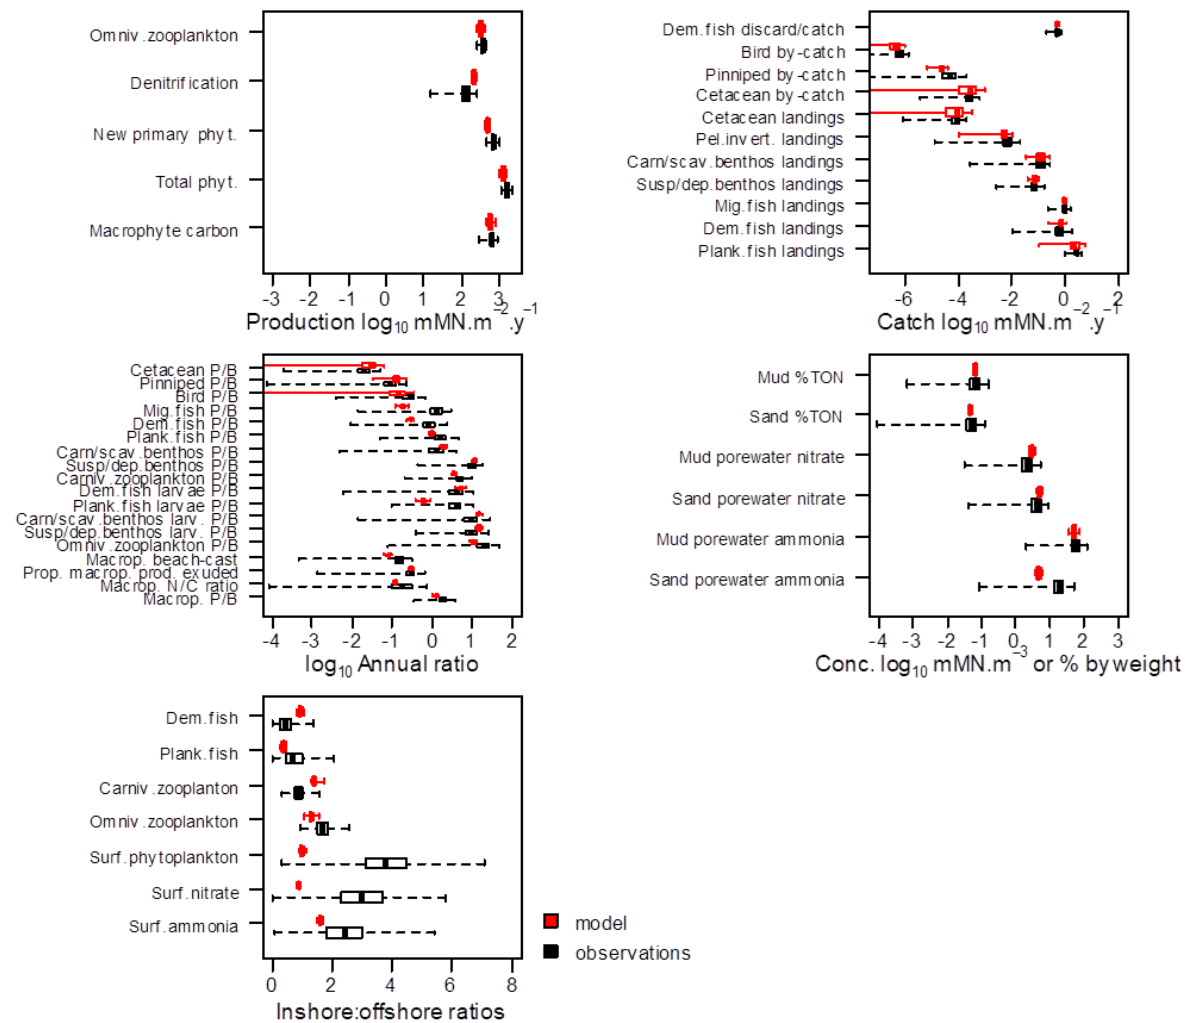 Omniv.zooplankton
Denitrification
New primary phyt.
Total phyt.
Macrophyte carbon
-3 -2 -1 0 1 2 3
Production log10 mMN.m-2.y-1
Dem.fish discard/catch
Bird by-catch
Pinniped by-catch
Cetacean by-catch
Cetacean landings
Pel.invert. landings
Carn/scav.benthos landings
Susp/dep.benthos landings
Mig.fish landings
Dem.fish landings
Plank.fish landings
-6 -4 -2 0 2
Catch log10 mMN.m-2.y-1
Cetacean P/B
Pinniped P/B
Bird P/B
Mig.fish P/B
Dem.fish P/B
Plank.fish P/B
Carn/scav.benthos P/B
Susp/dep.benthos P/B
Carniv.zooplankton P/B
Dem.fish larvae P/B
Plank.fish larvae P/B
Carn/scav.benthos larv. P/B
Susp/dep.benthos larv. P/B
Omniv.zooplankton P/B
Macrop. beach-cast
Prop. macrop. prod. exuded
Macrop. N/C ratio
Macrop. P/B
-4 -3 -2 -1 0 1 2
log10 Annual ratio
Mud %TON
Sand %TON
Mud porewater nitrate
Sand porewater nitrate
Mud porewater ammonia
Sand porewater ammonia
-4 -3 -2 -1 0 1 2 3
Conc. log10 mMN.m-3 or % by weight
Dem.fish
Plank.fish
Carniv.zooplanton
Omniv.zooplankton
Surf.phytoplankton
Surf.nitrate
Surf.ammonia
0 2 4 6 8
Inshore:offshore ratios
model
observations